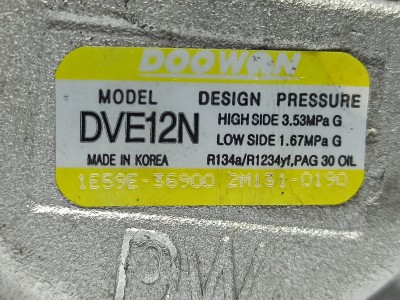 DOOWON
MODEL DESIGN PRESSURE
DVE12N HIGH SIDE 3.53MPa G
LOW SIDE 1.67MPa G
MADE IN KOREA R134a/R1234yf, PAG 30 OIL
1E59E-36900 2M131-0190
DW